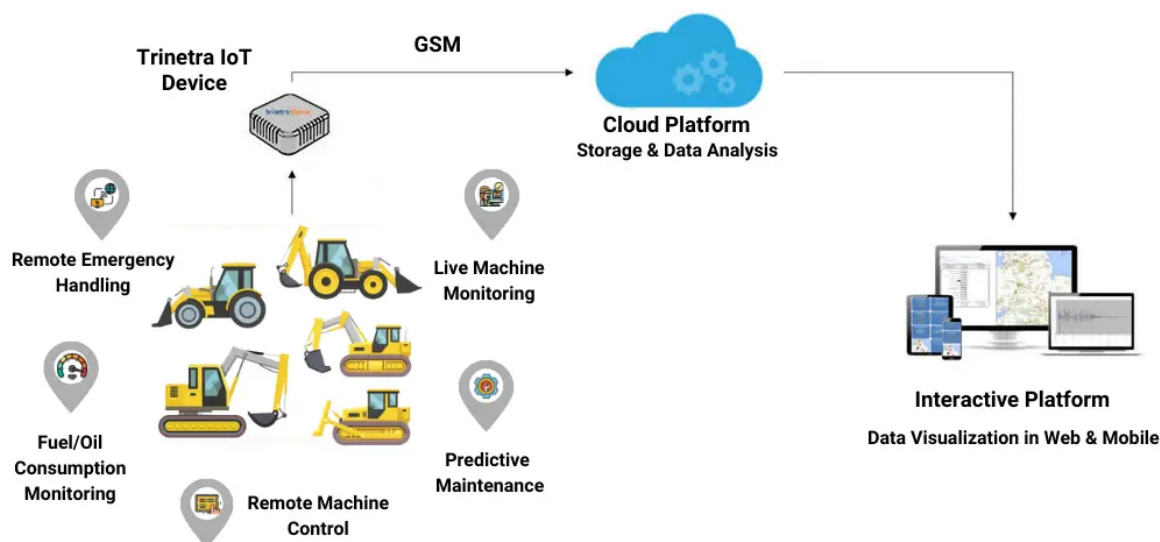 GSM
Trinetra IoT
Device
Cloud Platform
Storage & Data Analysis
Remote Emergency
Handling
Live Machine
Monitoring
Fuel/Oil
Consumption
Monitoring
Predictive
Maintenance
Remote Machine
Control
Interactive Platform
Data Visualization in Web & Mobile